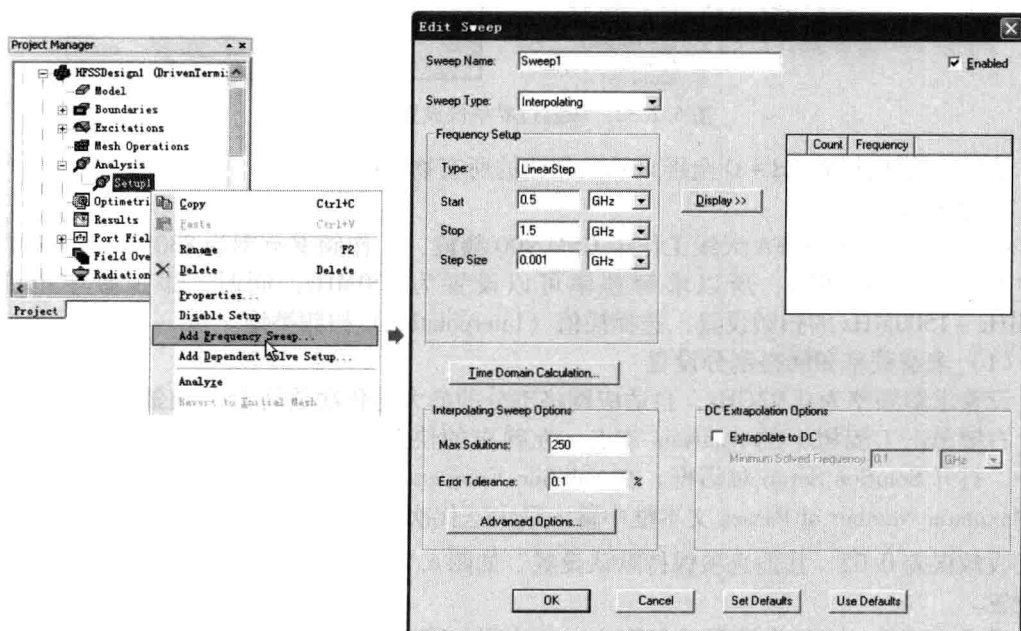 Project Manager
HFSSDesign1 (DrivenTermi
Model
Boundaries
Excitations
Mesh Operations
Analysis
Setup1
Optimetri
Results
Port Fiel
Field Ove
Radiation
Project
Copy Ctrl+C
Paste Ctrl+V
Rename F2
Delete Delete
Properties...
Disable Setup
Add Frequency Sweep...
Add Dependent Solve Setup...
Analyze
Revert to Initial Mesh
Edit Sweep
Sweep Name: Sweep1
Enabled
Sweep Type: Interpolating
Frequency Setup
Type: LinearStep
Start 0.5 GHz
Stop 1.5 GHz
Step Size 0.001 GHz
Display >>
Count Frequency
Time Domain Calculation...
Interpolating Sweep Options
Max Solutions: 250
Error Tolerance: 0.1 %
Advanced Options...
DC Extrapolation Options
Extrapolate to DC
Minimum Solved Frequency 0.1 GHz
OK Cancel Set Defaults Use Defaults